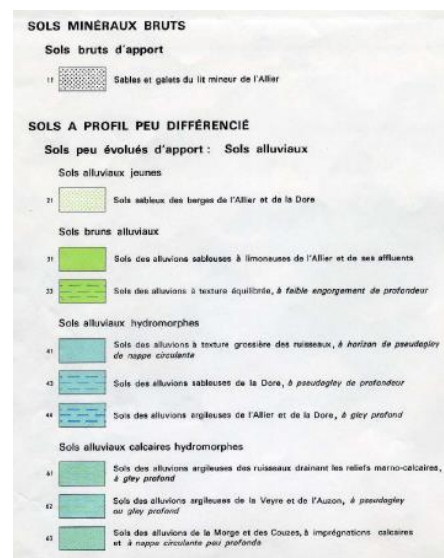 SOLS MINÉRAUX BRUTS
Sols bruts d'apport
11 Sables et galets du lit mineur de l'Allier
SOLS A PROFIL PEU DIFFÉRENCIÉ
Sols peu évolués d'apport : Sols alluviaux
Sols alluviaux jeunes
21 Sols sableux des berges de l'Allier et de la Dore
Sols bruns alluviaux
31 Sols des alluvions sableuses à limoneuses de l'Allier et de ses affluents
33 Sols des alluvions à texture équilibrée, à faible engorgement de profondeur
Sols alluviaux hydromorphes
41 Sols des alluvions à texture grossière des ruisseaux, à horizon de pseudogley
de nappe circulante
43 Sols des alluvions sableuses de la Dore, à pseudogley de profondeur
44 Sols des alluvions argileuses de l'Allier et de la Dore, à gley profond
Sols alluviaux calcaires hydromorphes
61 Sols des alluvions argileuses des ruisseaux drainant les reliefs marno-calcaires,
à gley profond
62 Sols des alluvions argileuses de la Veyre et de l'Auzon, à pseudogley
ou gley profond
63 Sols des alluvions de la Morge et des Couzes, à imprégnations calcaires
et à nappe circulante peu profonde